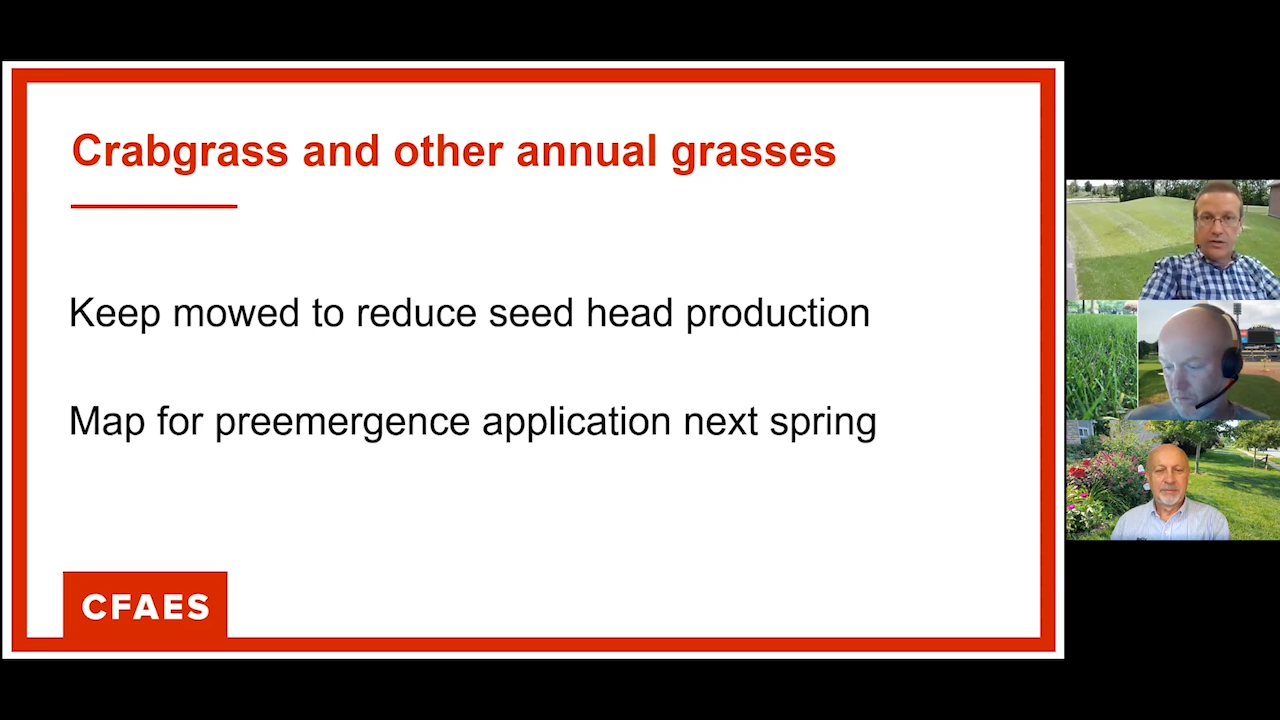 Crabgrass and other annual grasses
Keep mowed to reduce seed head production
Map for preemergence application next spring
CFAES